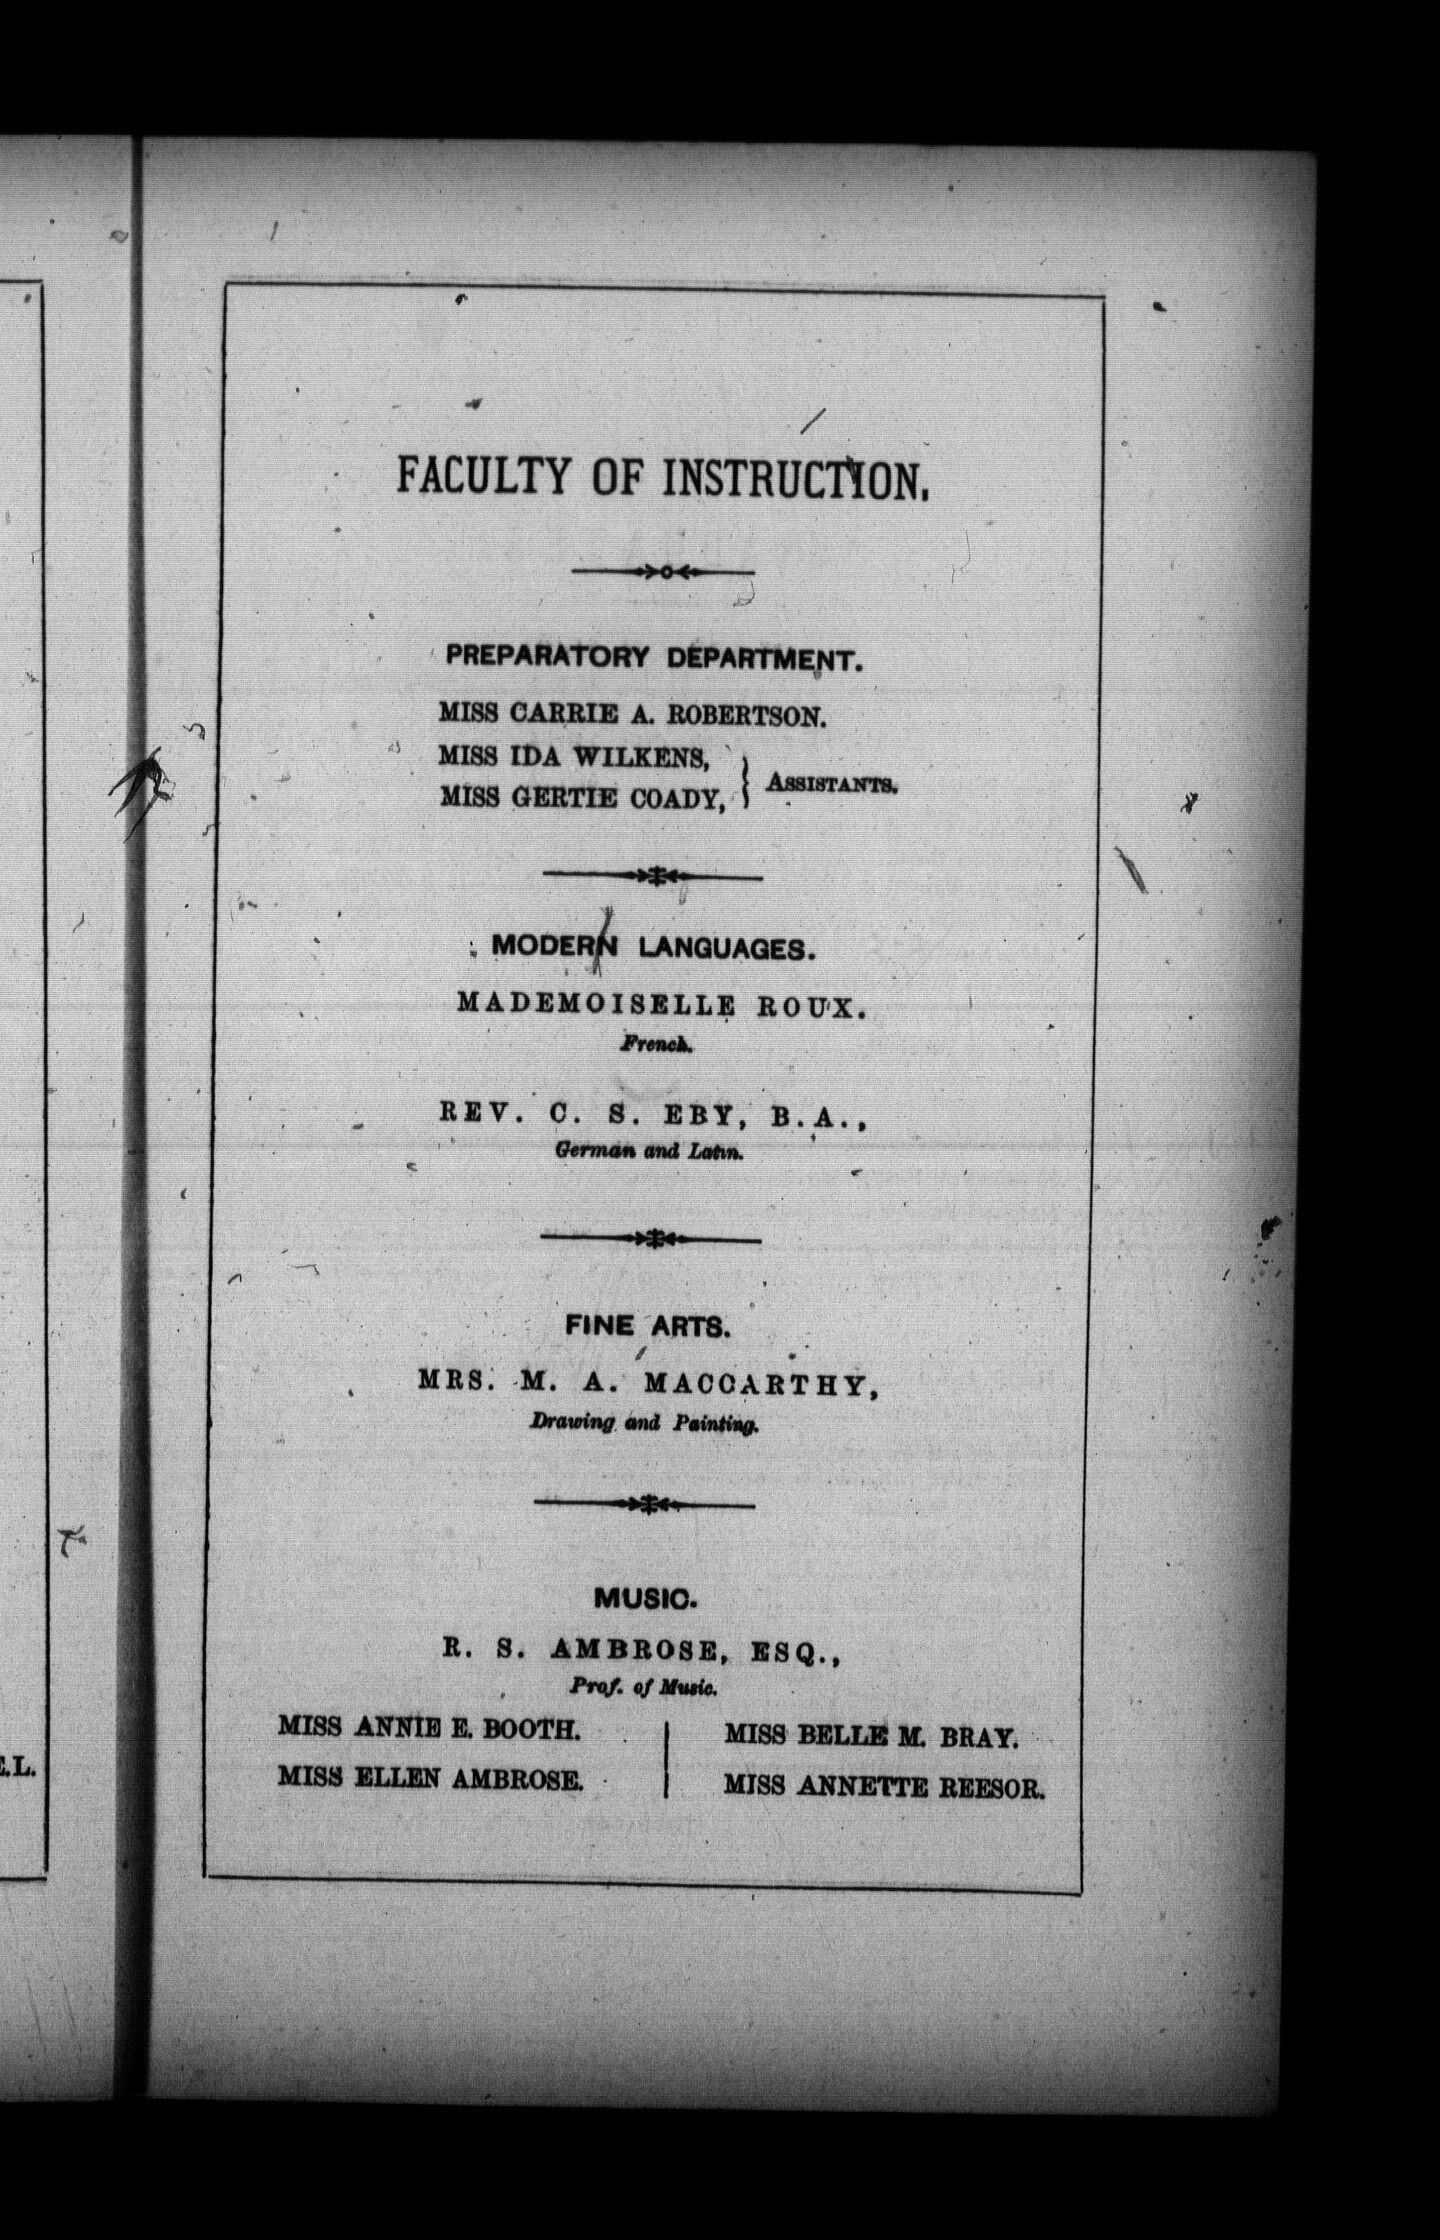 E.L.
FACULTY OF INSTRUCTION.
PREPARATORY DEPARTMENT.
MISS CARRIE A. ROBERTSON.
MISS IDA WILKENS,
MISS GERTIE COADY, } ASSISTANTS.
MODERN LANGUAGES.
MADEMOISELLE ROUX.
French.
REV. C. S. EBY, B.A.,
German and Latin.
FINE ARTS.
MRS. M. A. MACCARTHY,
Drawing and Painting.
MUSIC.
R. S. AMBROSE, ESQ.,
Prof. of Music.
MISS ANNIE E. BOOTH. | MISS BELLE M. BRAY.
MISS ELLEN AMBROSE. | MISS ANNETTE REESOR.